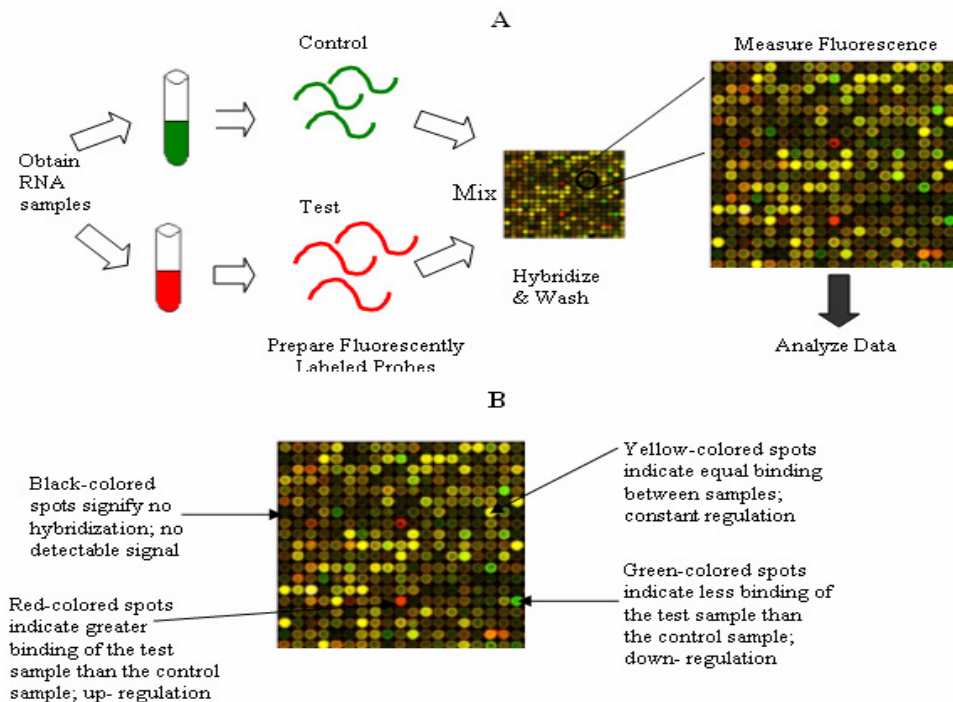 A
Control
Measure Fluorescence
Obtain
RNA
samples
Mix
Test
Hybridize
& Wash
Prepare Fluorescently
Labeled Probes
Analyze Data
B
Black-colored
spots signify no
hybridization; no
detectable signal
Yellow-colored spots
indicate equal binding
between samples;
constant regulation
Red-colored spots
indicate greater
binding of the test
sample than the control
sample; up- regulation
Green-colored spots
indicate less binding of
the test sample than
the control sample;
down- regulation